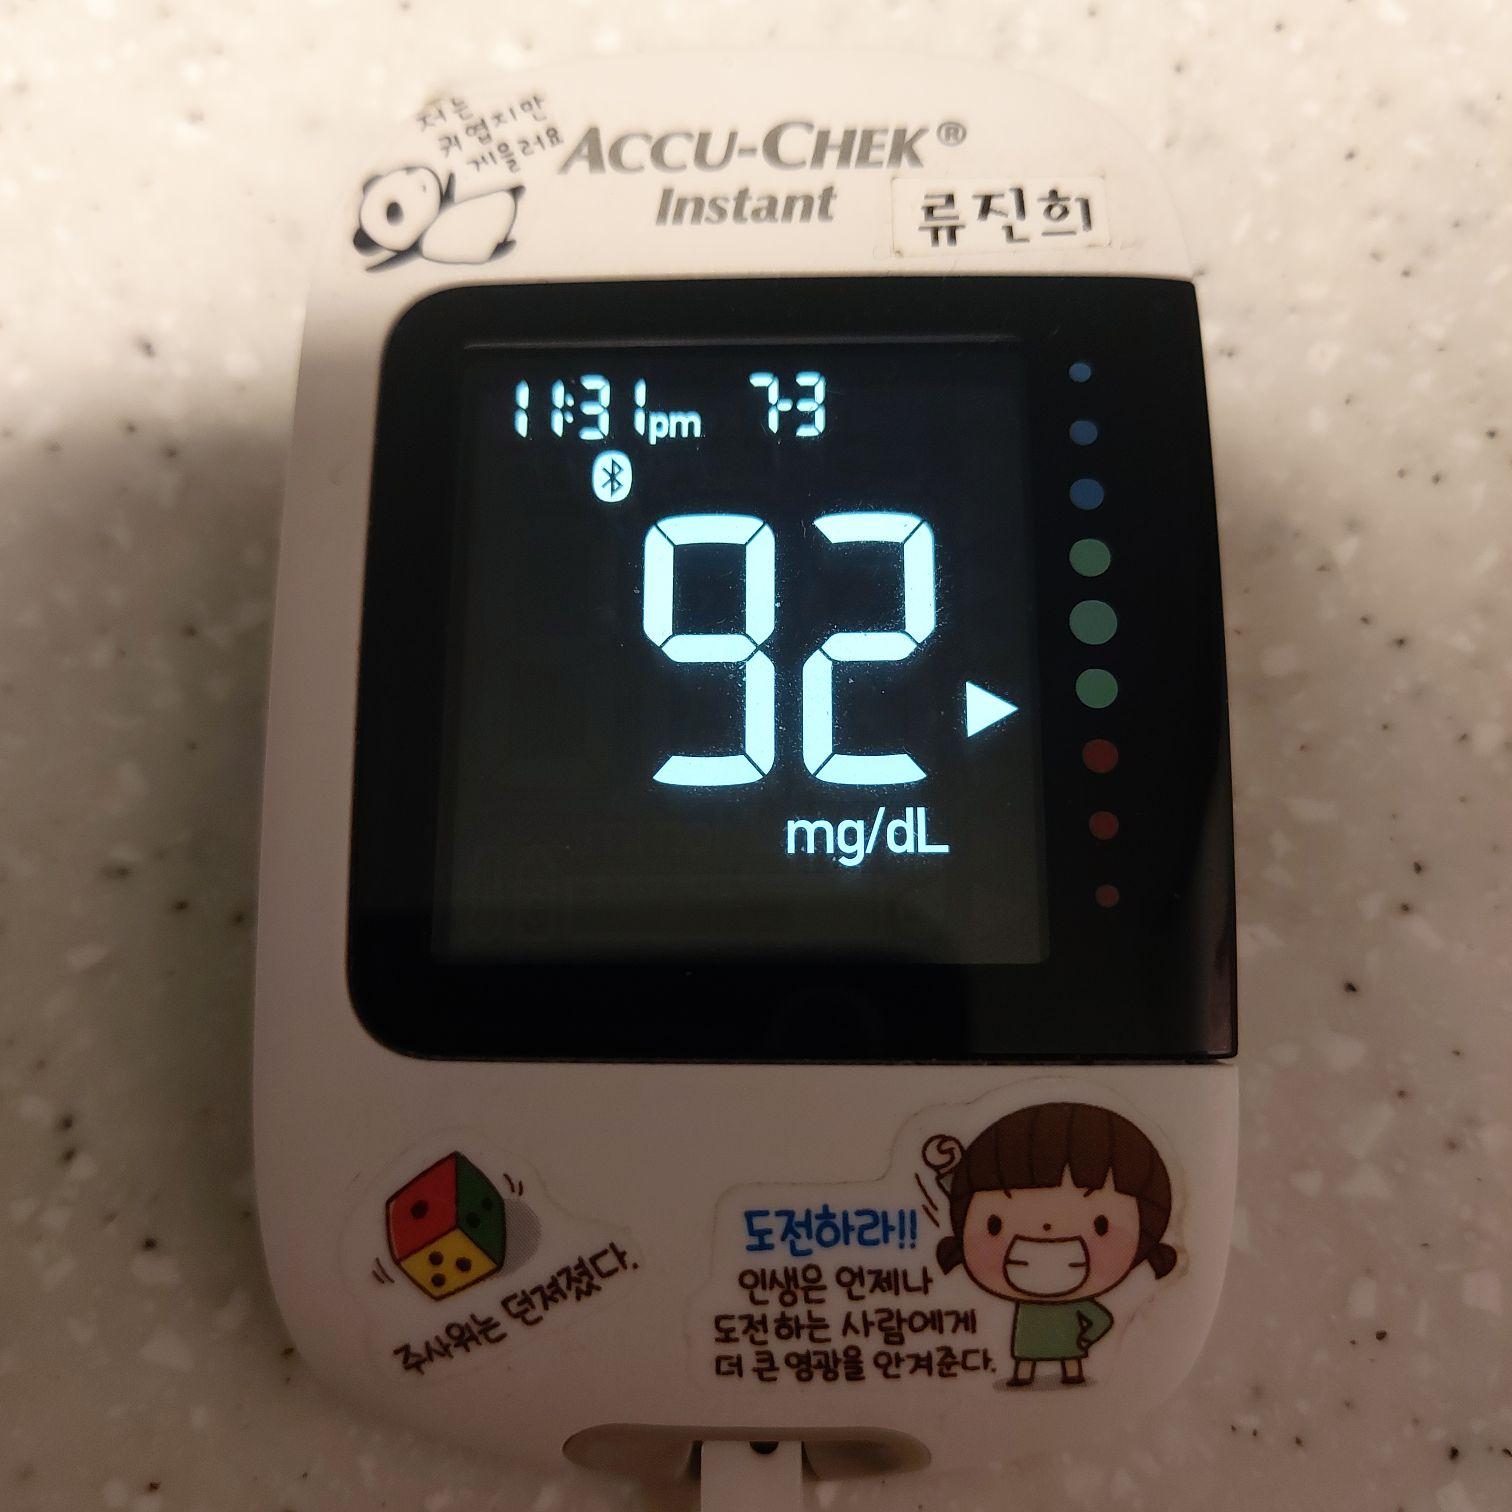 저는
귀엽지만
게을러요
ACCU-CHEK®
Instant
류진희
11:31pm 7-3
92
mg/dL
주사위는 던져졌다.
도전하라!!
인생은 언제나
도전하는 사람에게
더 큰 영광을 안겨준다.